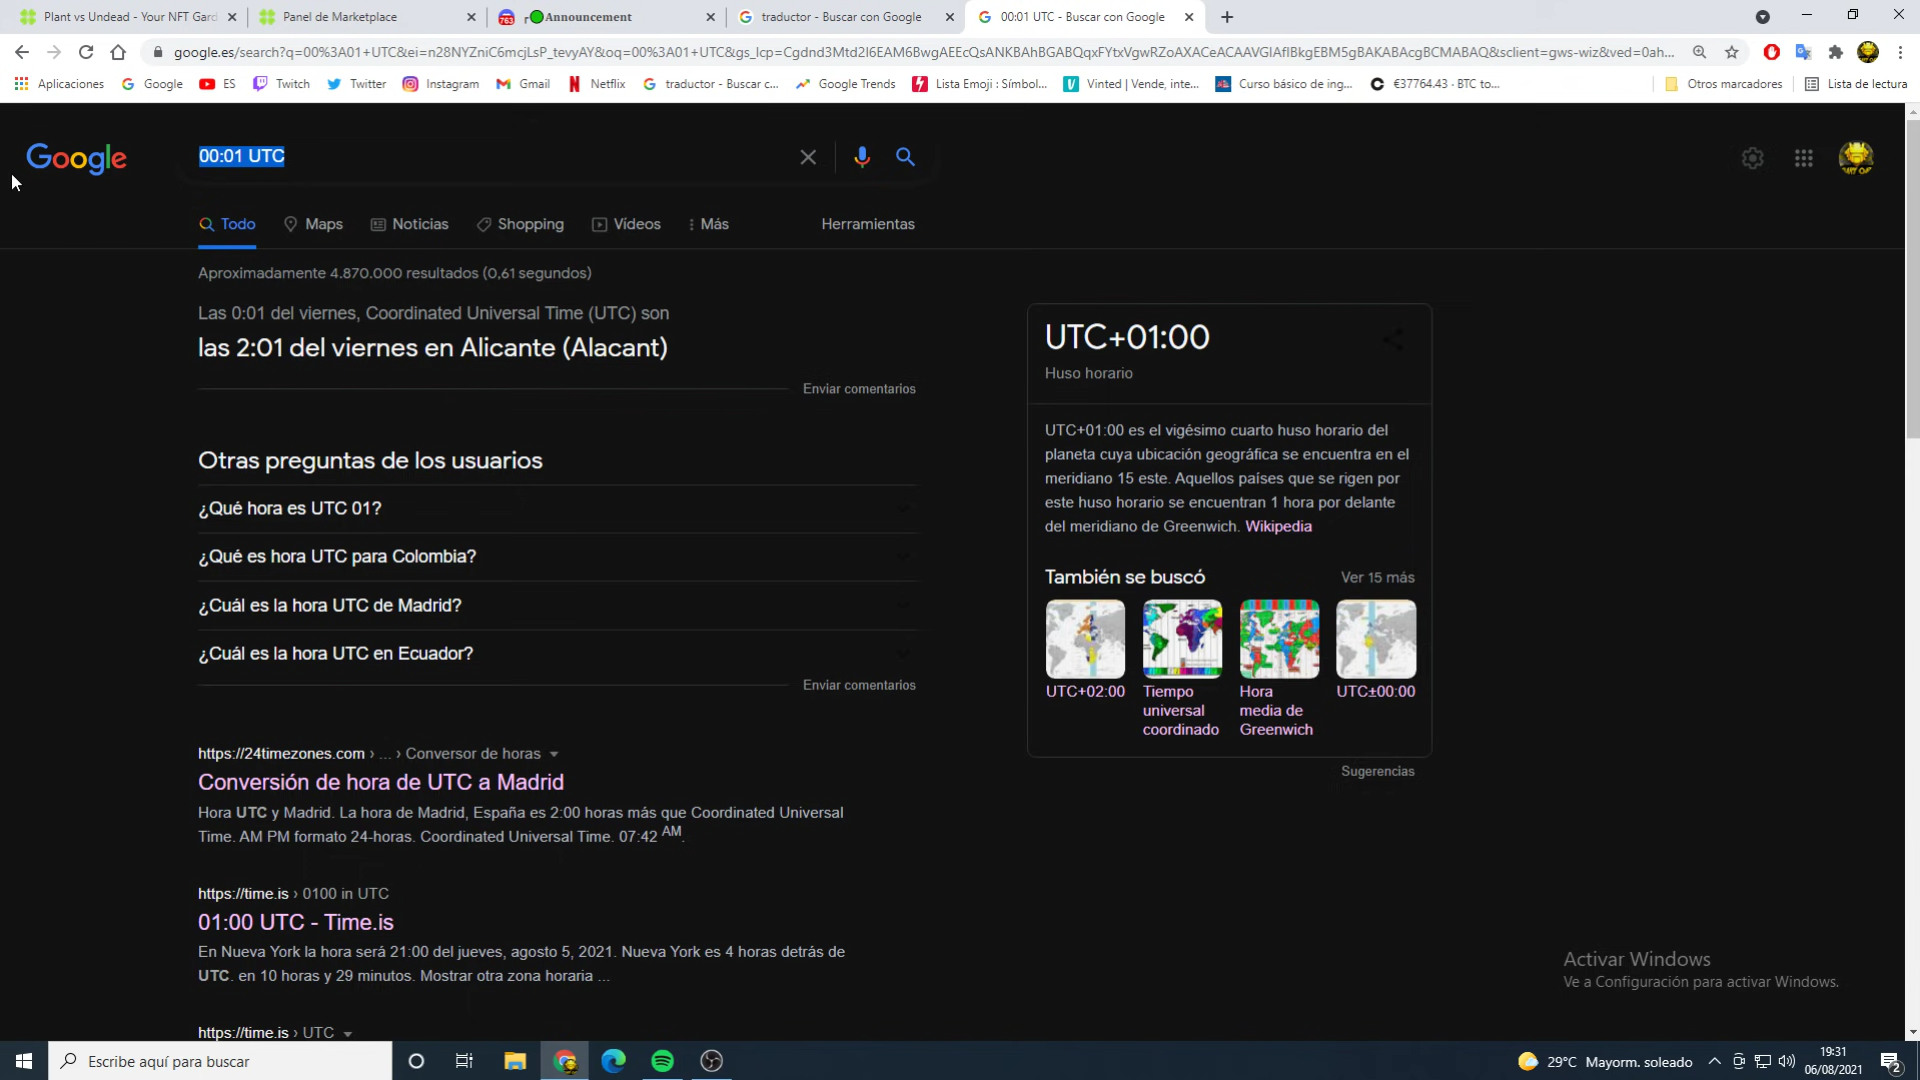 Plant vs Undead - Your NFT Gard
Panel de Marketplace
Announcement
traductor - Buscar con Google
00:01 UTC - Buscar con Google
google.es/search?q=00%3A01+UTC&ei=n28NYZniC6mcjLsP_tevyAY&oq=00%3A01+UTC&gs_lcp=Cgdnd3Mtd2l6EAM6BwgAEEcQsANKBAhBGABQqxFYtxVgwRZoAXACeACAAVGIAfIBkgEBM5gBAKABAcgBCMABAQ&sclient=gws-wiz&ved=0ah...
Aplicaciones
Google
ES
Twitch
Twitter
Instagram
Gmail
Netflix
traductor - Buscar c...
Google Trends
Lista Emoji : Símbol...
Vinted | Vende, inte...
Curso básico de ing...
€37764.43 · BTC to...
Otros marcadores
Lista de lectura
Google
00:01 UTC
Todo
Maps
Noticias
Shopping
Vídeos
Más
Herramientas
Aproximadamente 4.870.000 resultados (0,61 segundos)
Las 0:01 del viernes, Coordinated Universal Time (UTC) son
las 2:01 del viernes en Alicante (Alacant)
Enviar comentarios
Otras preguntas de los usuarios
¿Qué hora es UTC 01?
¿Qué es hora UTC para Colombia?
¿Cuál es la hora UTC de Madrid?
¿Cuál es la hora UTC en Ecuador?
Enviar comentarios
https://24timezones.com › ... › Conversor de horas
Conversión de hora de UTC a Madrid
Hora UTC y Madrid. La hora de Madrid, España es 2:00 horas más que Coordinated Universal
Time. AM PM formato 24-horas. Coordinated Universal Time. 07:42 AM.
https://time.is › 0100 in UTC
01:00 UTC - Time.is
En Nueva York la hora será 21:00 del jueves, agosto 5, 2021. Nueva York es 4 horas detrás de
UTC. en 10 horas y 29 minutos. Mostrar otra zona horaria ...
https://time.is › UTC
UTC+01:00
Huso horario
UTC+01:00 es el vigésimo cuarto huso horario del
planeta cuya ubicación geográfica se encuentra en el
meridiano 15 este. Aquellos países que se rigen por
este huso horario se encuentran 1 hora por delante
del meridiano de Greenwich. Wikipedia
También se buscó
Ver 15 más
UTC+02:00
Tiempo
universal
coordinado
Hora
media de
Greenwich
UTC±00:00
Sugerencias
Activar Windows
Ve a Configuración para activar Windows.
Escribe aquí para buscar
29°C Mayorm. soleado
19:31
06/08/2021
2